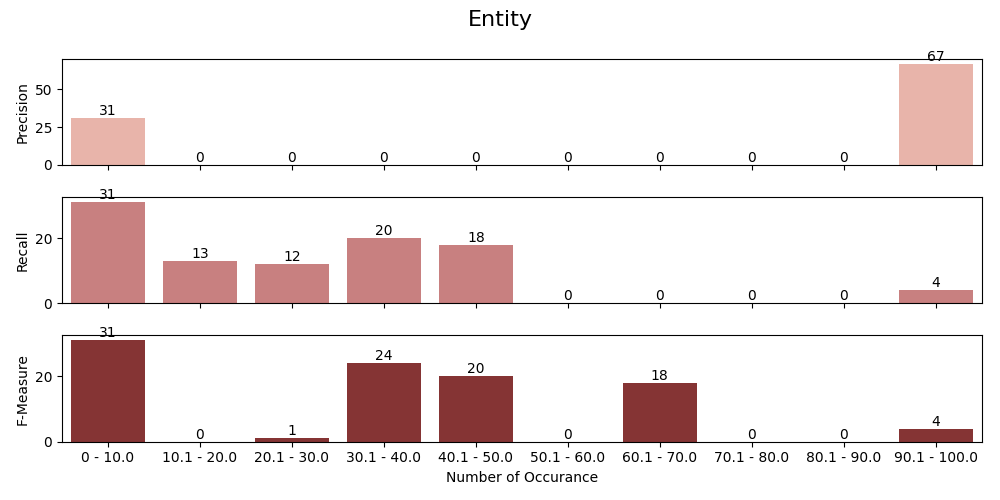 Entity
Precision
50
25
0
31 0 0 0 0 0 0 0 0 67
Recall
20
0
31 13 12 20 18 0 0 0 0 4
F-Measure
20
0
31 0 1 24 20 0 18 0 0 4
0 - 10.0 10.1 - 20.0 20.1 - 30.0 30.1 - 40.0 40.1 - 50.0 50.1 - 60.0 60.1 - 70.0 70.1 - 80.0 80.1 - 90.0 90.1 - 100.0
Number of Occurance